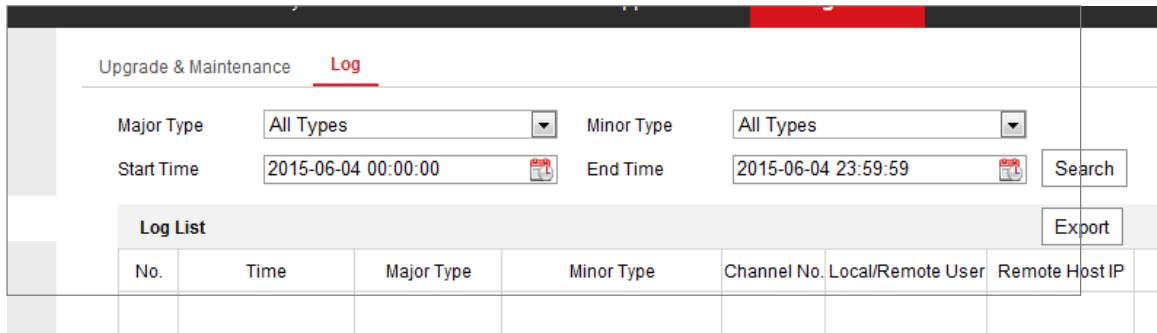 Upgrade & Maintenance Log
Major Type All Types Minor Type All Types
Start Time 2015-06-04 00:00:00 End Time 2015-06-04 23:59:59 Search
Log List Export
No. Time Major Type Minor Type Channel No. Local/Remote User Remote Host IP